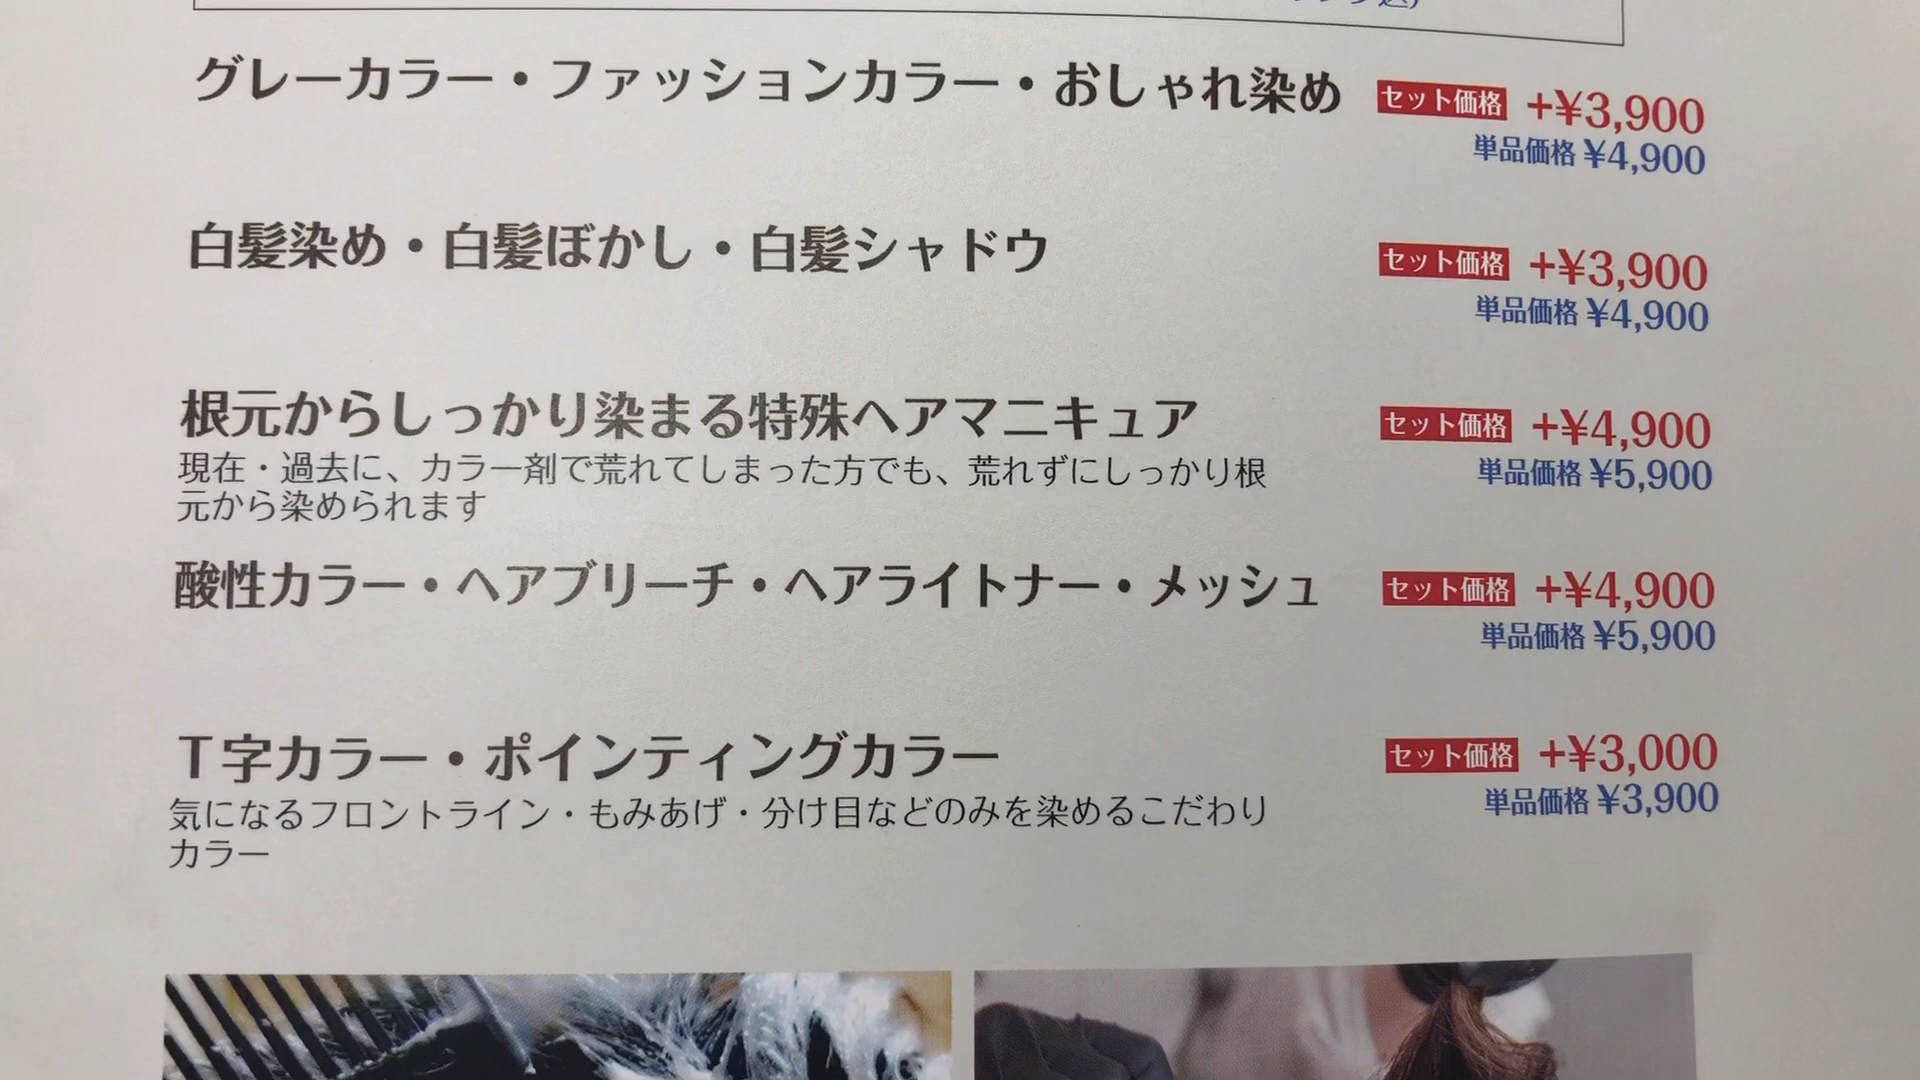 グレーカラー・ファッションカラー・おしゃれ染め
セット価格 +¥3,900
単品価格 ¥4,900
白髪染め・白髪ぼかし・白髪シャドウ
セット価格 +¥3,900
単品価格 ¥4,900
根元からしっかり染まる特殊ヘアマニキュア
セット価格 +¥4,900
単品価格 ¥5,900
現在・過去に、カラー剤で荒れてしまった方でも、荒れずにしっかり根
元から染められます
酸性カラー・ヘアブリーチ・ヘアライトナー・メッシュ
セット価格 +¥4,900
単品価格 ¥5,900
T字カラー・ポインティングカラー
セット価格 +¥3,000
単品価格 ¥3,900
気になるフロントライン・もみあげ・分け目などのみを染めるこだわり
カラー